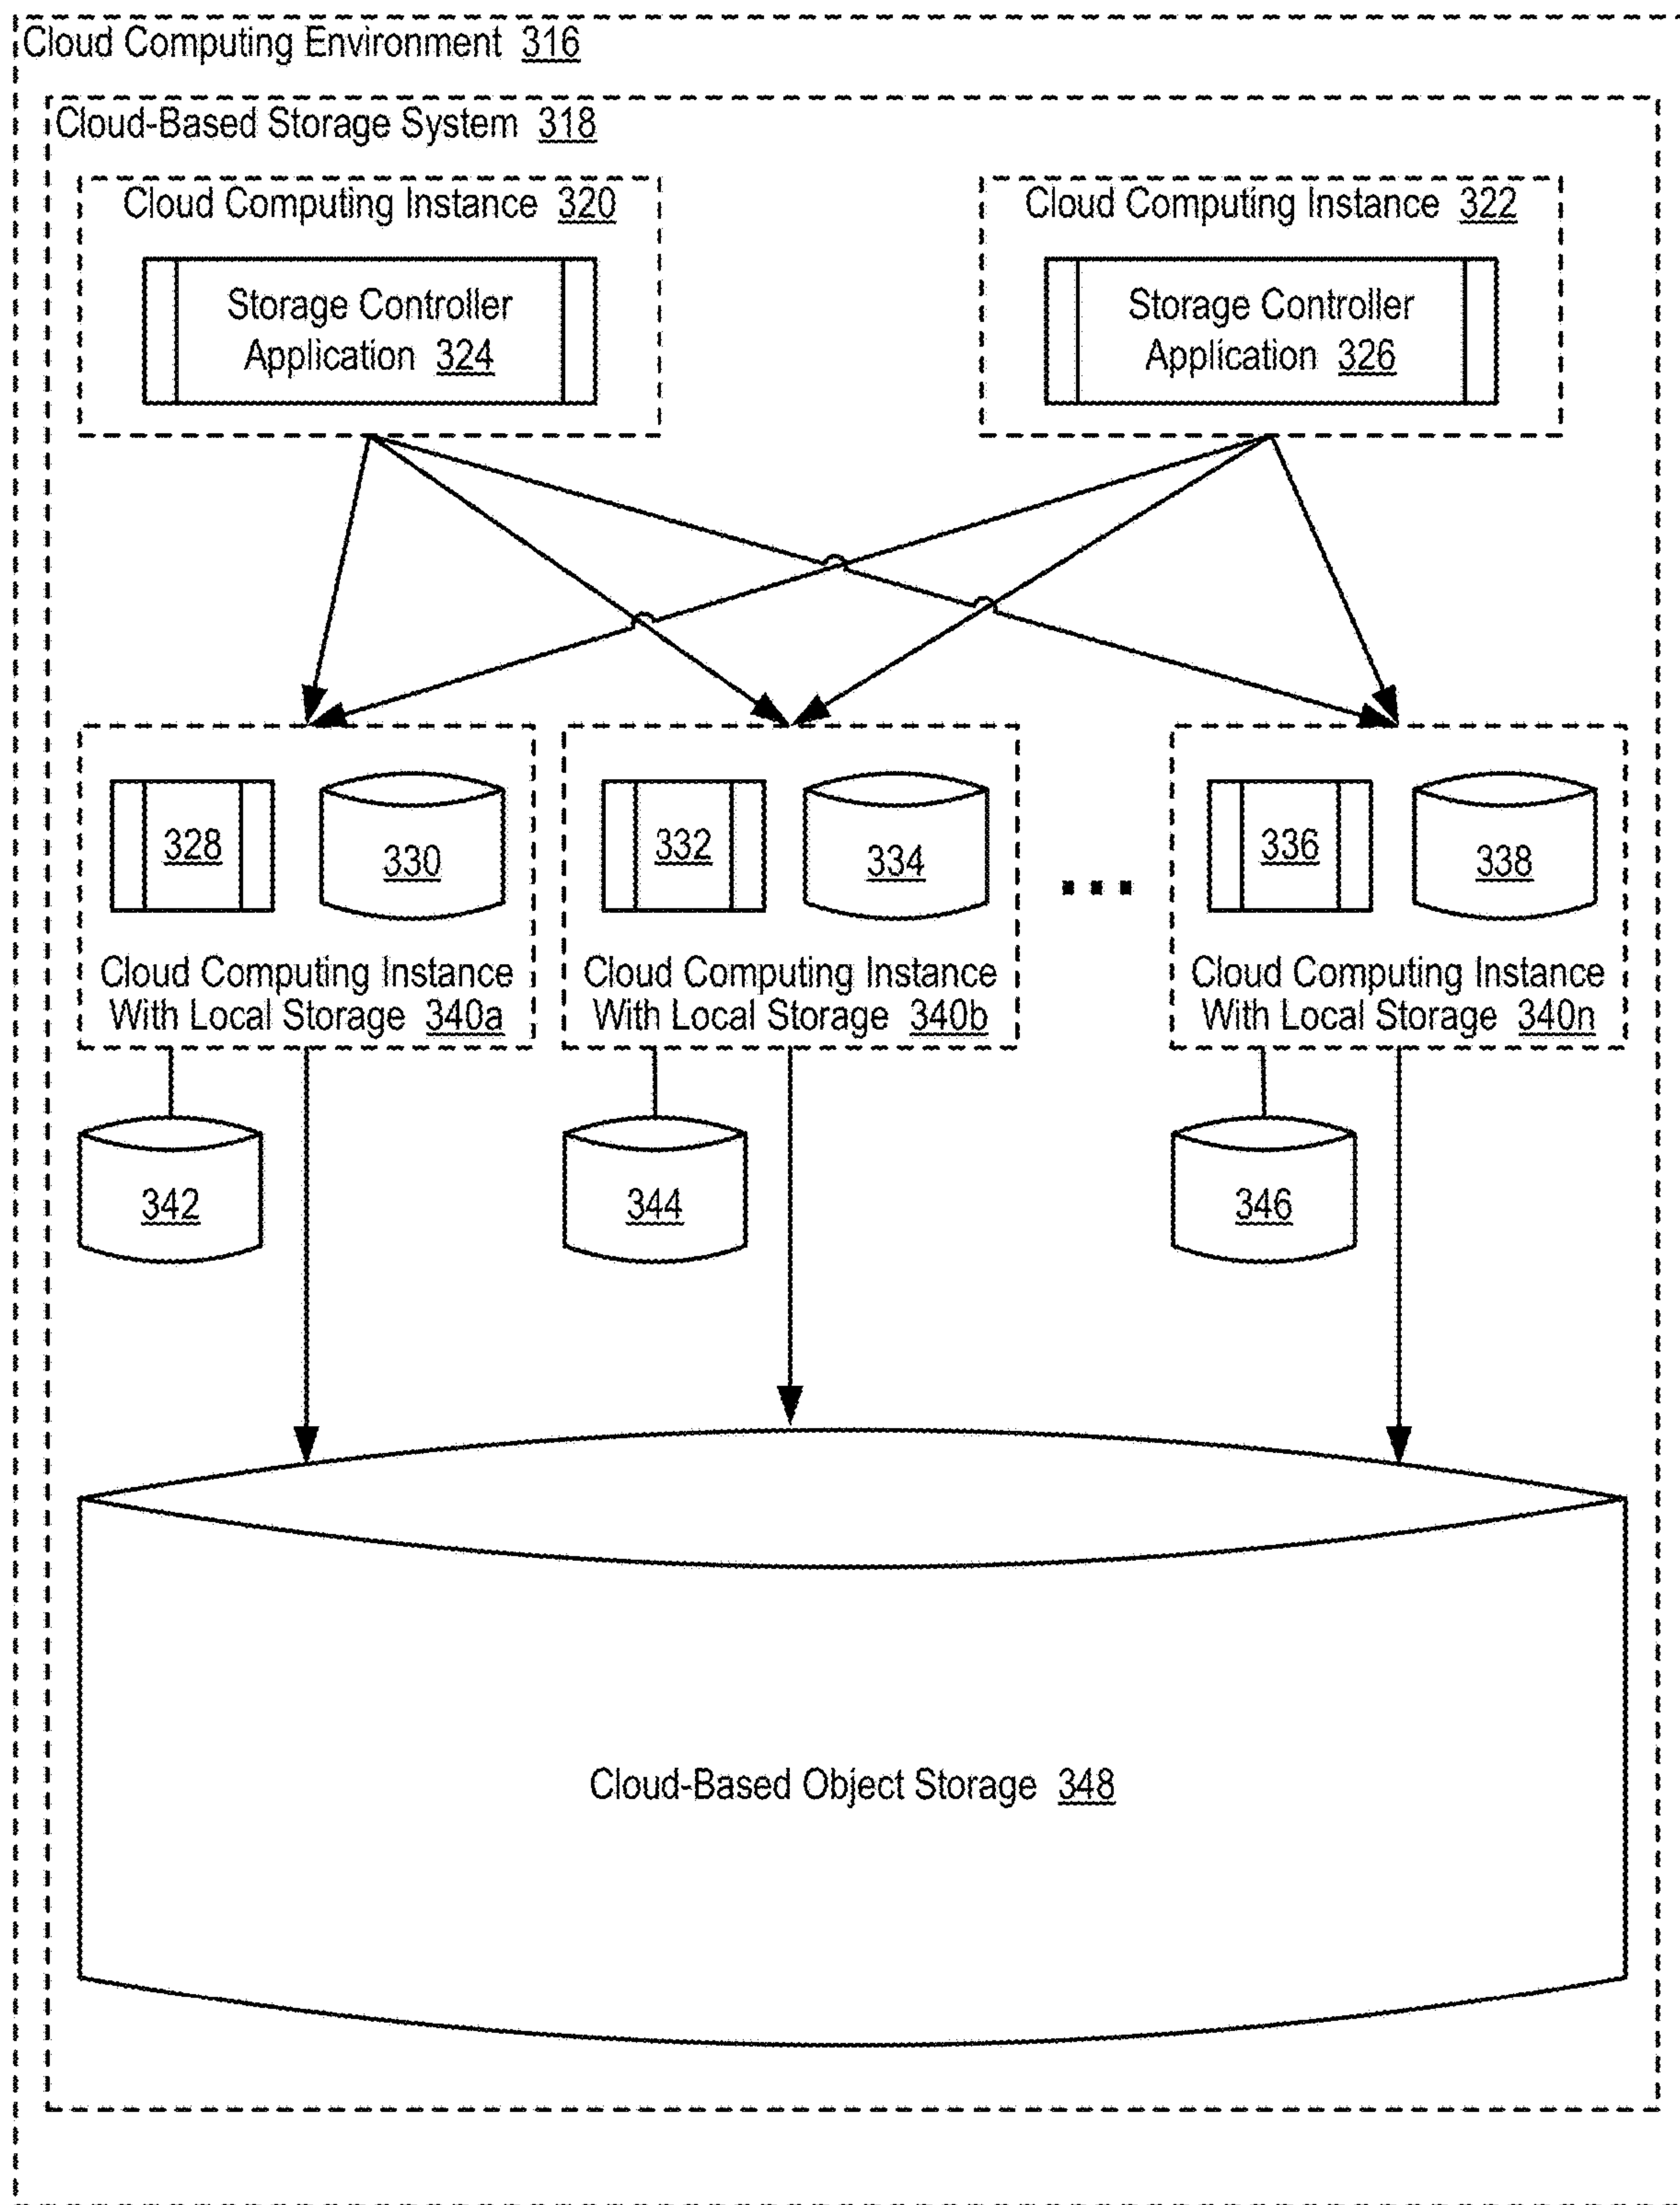 Cloud Computing Environment 316
Cloud-Based Storage System 318
Cloud Computing Instance 320
Storage Controller
Application 324
Cloud Computing Instance 322
Storage Controller
Application 326
328
330
Cloud Computing Instance
With Local Storage 340a
332
334
Cloud Computing Instance
With Local Storage 340b
...
336
338
Cloud Computing Instance
With Local Storage 340n
342
344
346
Cloud-Based Object Storage 348